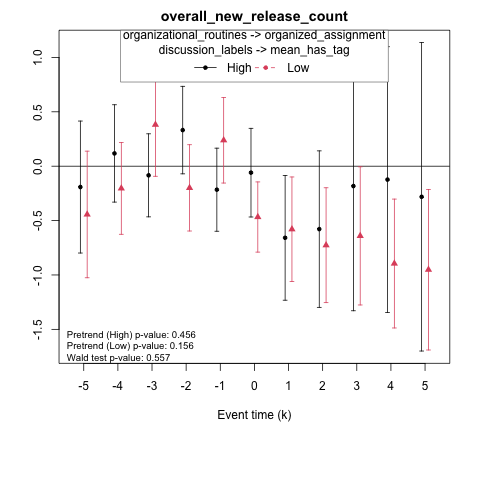 overall_new_release_count
organizational_routines -> organized_assignment
discussion_labels -> mean_has_tag
High Low
1.0
0.5
0.0
-0.5
-1.0
-1.5
Pretrend (High) p-value: 0.456
Pretrend (Low) p-value: 0.156
Wald test p-value: 0.557
-5 -4 -3 -2 -1 0 1 2 3 4 5
Event time (k)